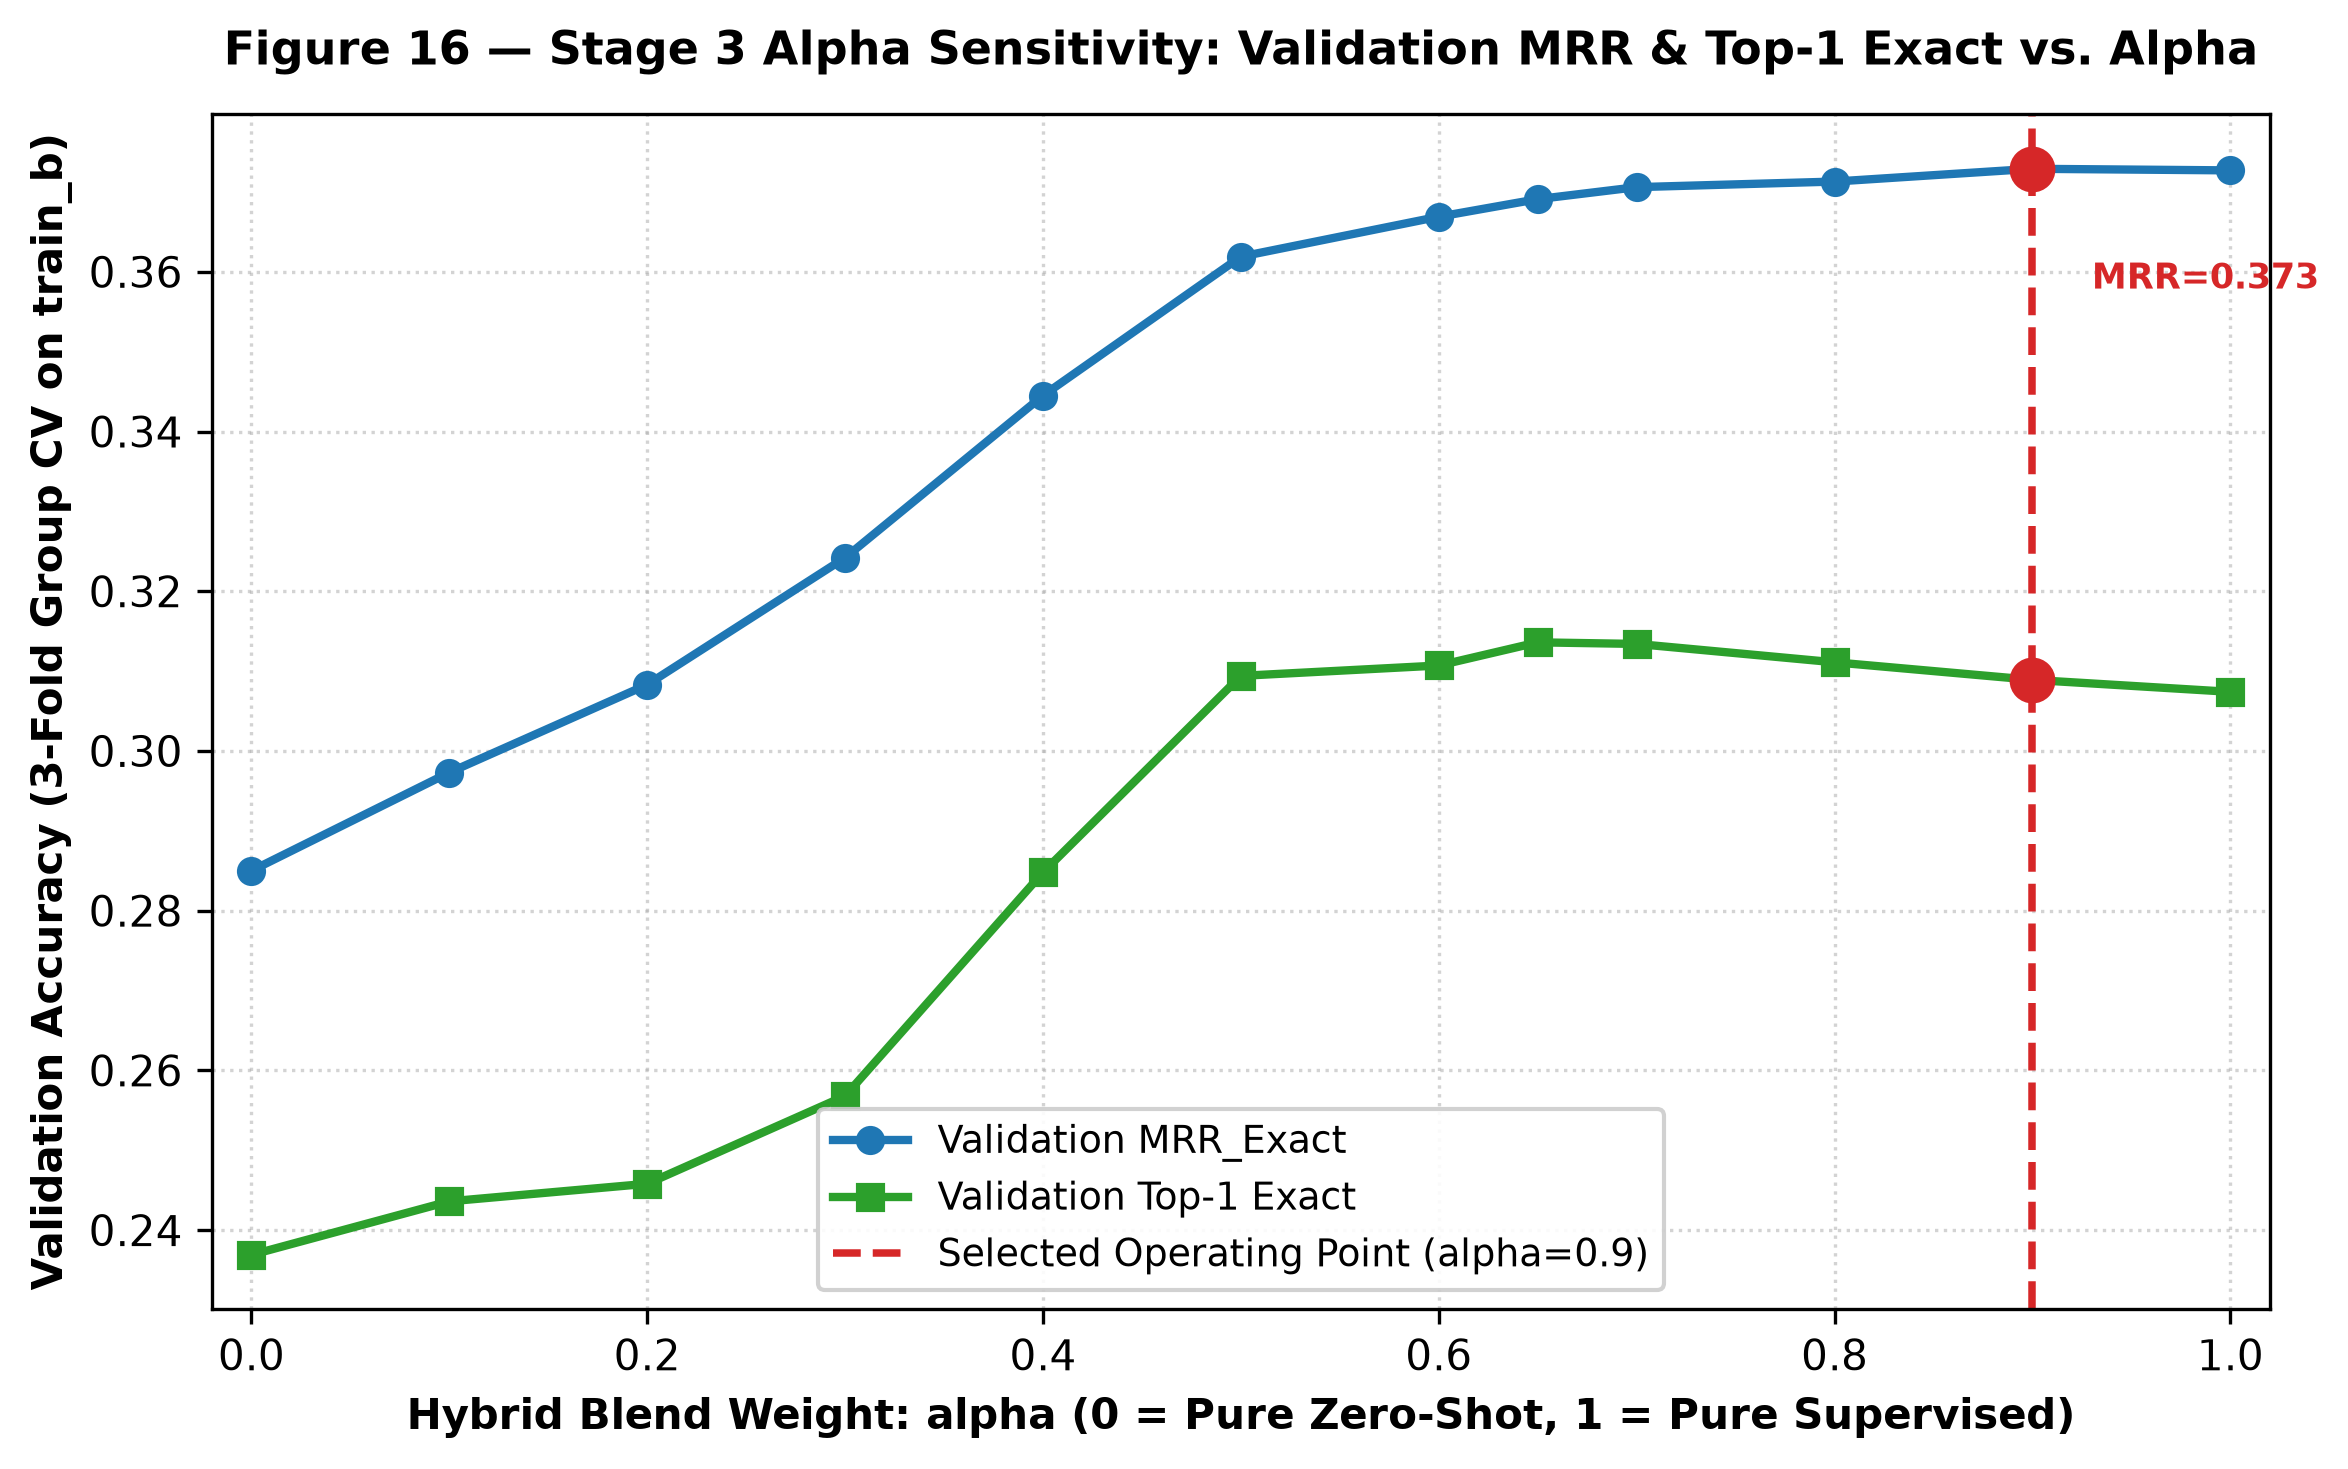 Figure 16 — Stage 3 Alpha Sensitivity: Validation MRR & Top-1 Exact vs. Alpha
Validation Accuracy (3-Fold Group CV on train_b)
0.36
0.34
0.32
0.30
0.28
0.26
0.24
MRR=0.373
Validation MRR_Exact
Validation Top-1 Exact
Selected Operating Point (alpha=0.9)
0.0 0.2 0.4 0.6 0.8 1.0
Hybrid Blend Weight: alpha (0 = Pure Zero-Shot, 1 = Pure Supervised)